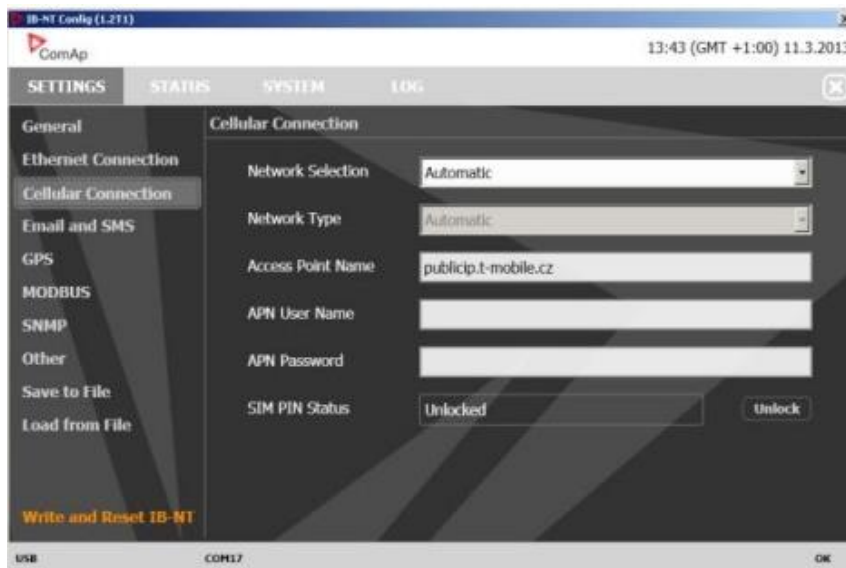 IB-NT Config (1.2T1)
ComAp
13:43 (GMT +1:00) 11.3.2013
SETTINGS STATUS SYSTEM LOG
General
Ethernet Connection
Cellular Connection
Email and SMS
GPS
MODBUS
SNMP
Other
Save to File
Load from File
Write and Reset IB-NT
Cellular Connection
Network Selection Automatic
Network Type Automatic
Access Point Name publicip.t-mobile.cz
APN User Name
APN Password
SIM PIN Status Unlocked Unlock
USB COM17 OK